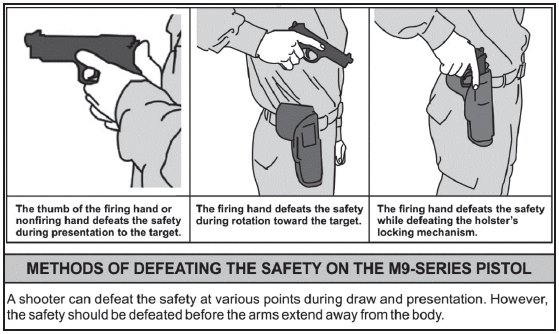 The thumb of the firing hand or
nonfiring hand defeats the safety
during presentation to the target.
The firing hand defeats the safety
during rotation toward the target.
The firing hand defeats the safety
while defeating the holster's
locking mechanism.
METHODS OF DEFEATING THE SAFETY ON THE M9-SERIES PISTOL
A shooter can defeat the safety at various points during draw and presentation. However,
the safety should be defeated before the arms extend away from the body.